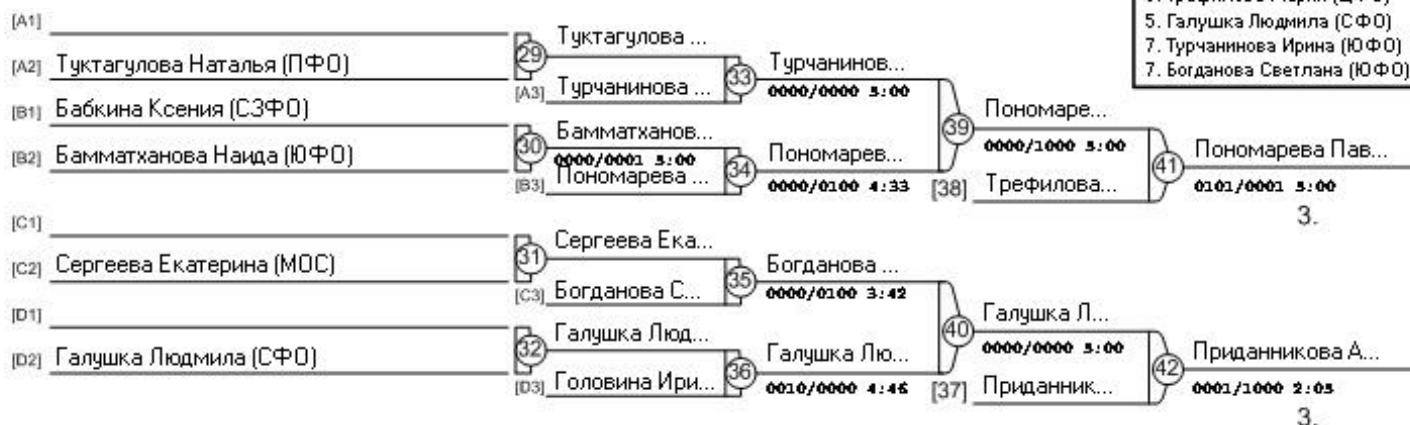 5. Галушка Людмила (СФО)
7. Турчанинова Ирина (ЮФО)
7. Богданова Светлана (ЮФО)
[A1]
[A2] Туктагулова Наталья (ПФО)
[B1] Бабкина Ксения (СЗФО)
[B2] Бамматханова Наида (ЮФО)
[C1]
[C2] Сергеева Екатерина (МОС)
[D1]
[D2] Галушка Людмила (СФО)
29
30
31
32
Туктагулова ...
[A3] Турчанинова ...
Бамматханов...
0000/0001 5:00
[B3] Пономарева ...
Сергеева Ека...
[C3] Богданова С...
Галушка Люд...
[D3] Головина Ири...
33
34
35
36
Турчанинов...
0000/0000 5:00
Пономарев...
0000/0100 4:33
Богданова ...
0000/0100 3:42
Галушка Лю...
0010/0000 4:46
39
40
Пономаре...
0000/1000 5:00
[38] Трефилова...
Галушка Л...
0000/0000 5:00
[37] Приданник...
41
42
Пономарева Пав...
0101/0001 5:00
3.
Приданникова А...
0001/1000 2:05
3.